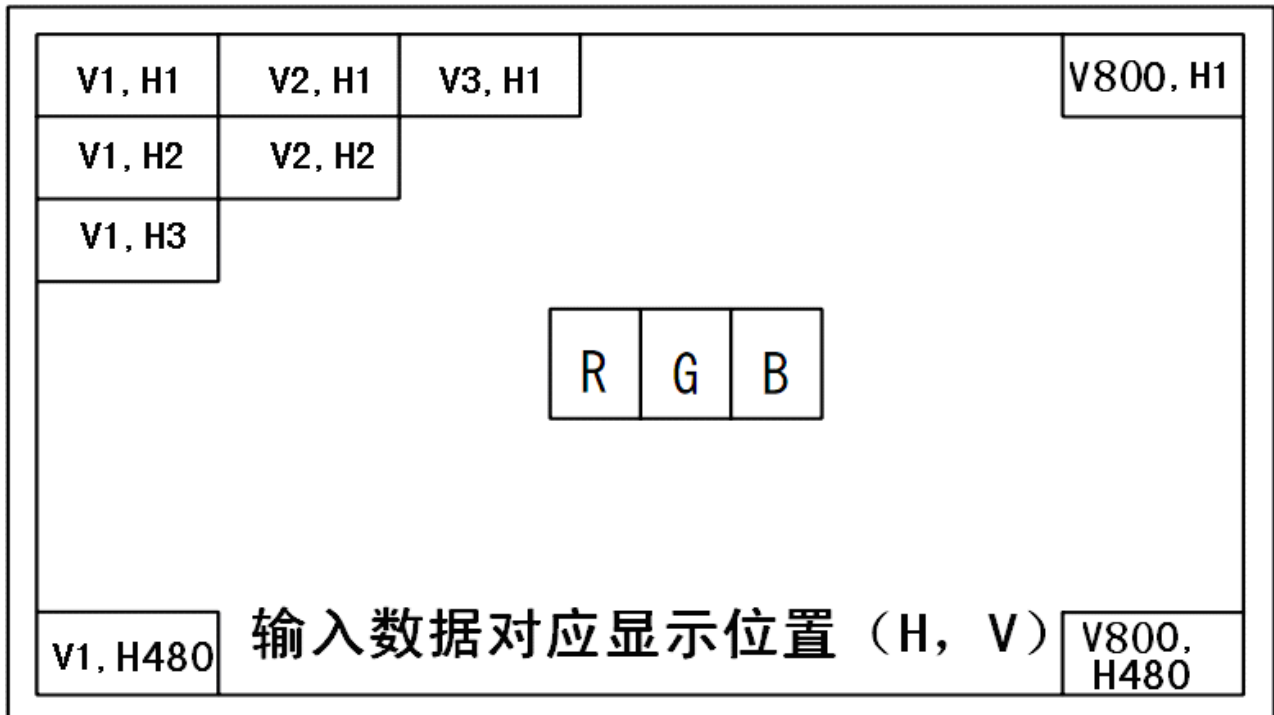 V1, H1 V2, H1 V3, H1 V800, H1
V1, H2 V2, H2
V1, H3
R G B
V1, H480 输入数据对应显示位置（H, V） V800,
H480